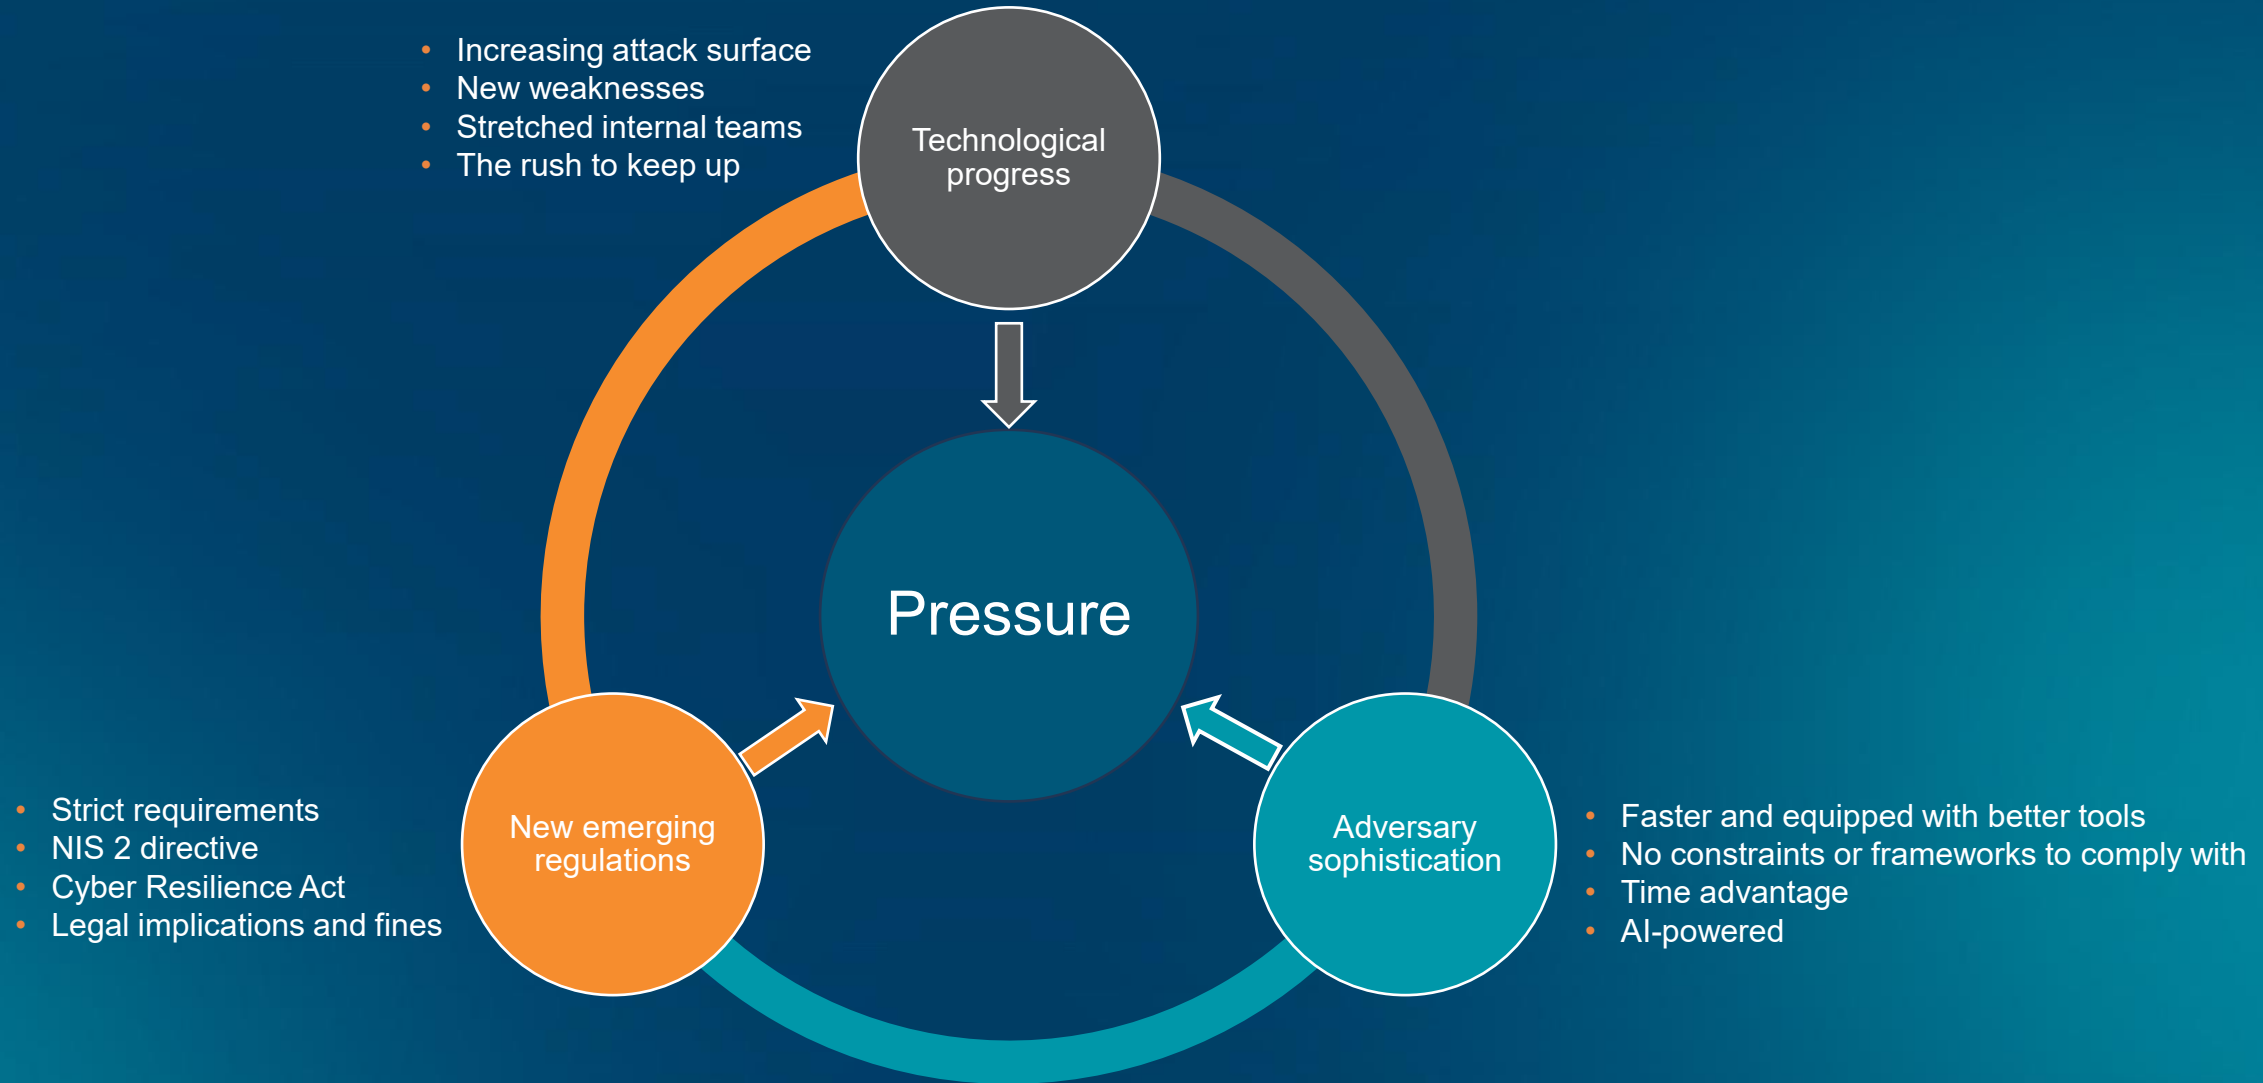 • Increasing attack surface
• New weaknesses
• Stretched internal teams
• The rush to keep up
Technological
progress
Pressure
New emerging
regulations
• Strict requirements
• NIS 2 directive
• Cyber Resilience Act
• Legal implications and fines
Adversary
sophistication
• Faster and equipped with better tools
• No constraints or frameworks to comply with
• Time advantage
• AI-powered